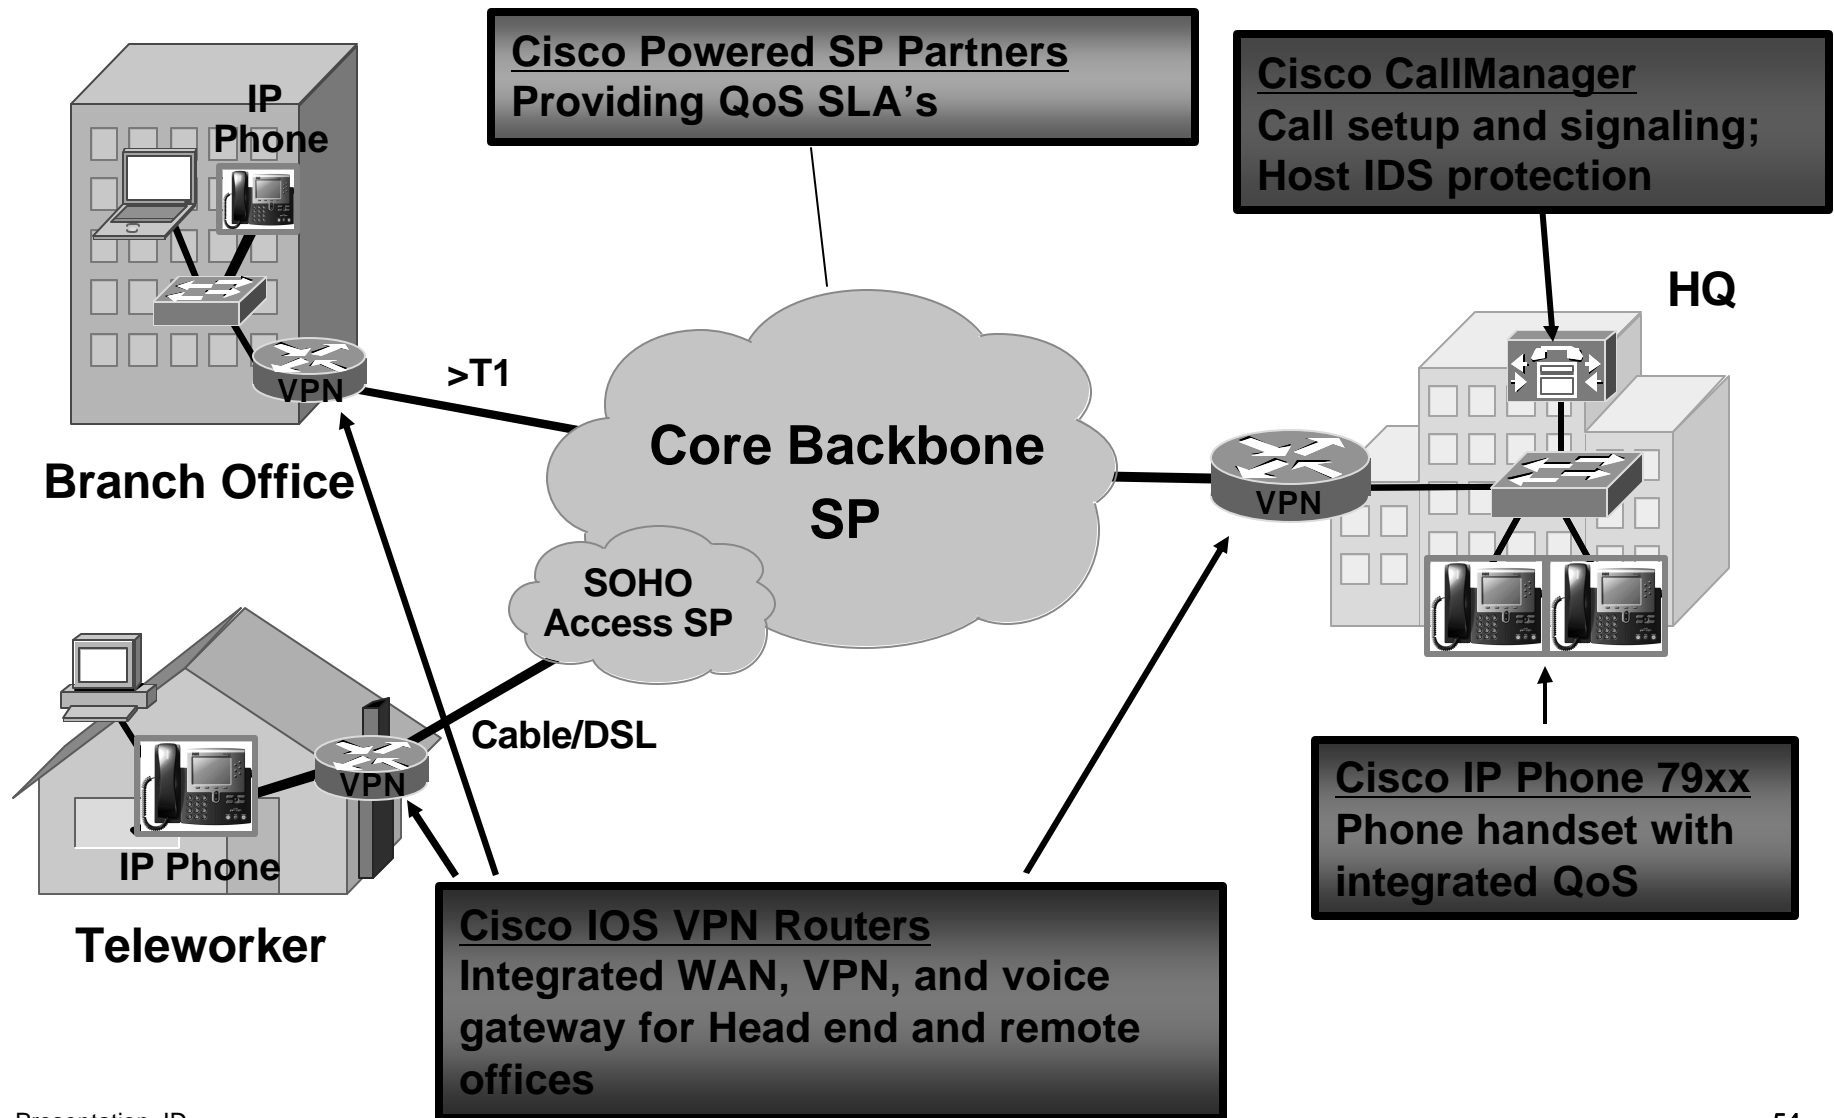 Cisco Powered SP Partners
Providing QoS SLA's
Cisco CallManager
Call setup and signaling;
Host IDS protection
IP
Phone
HQ
>T1
VPN
Core Backbone
SP
VPN
Branch Office
SOHO
Access SP
Cable/DSL
VPN
IP Phone
Teleworker
Cisco IP Phone 79xx
Phone handset with
integrated QoS
Cisco IOS VPN Routers
Integrated WAN, VPN, and voice
gateway for Head end and remote
offices